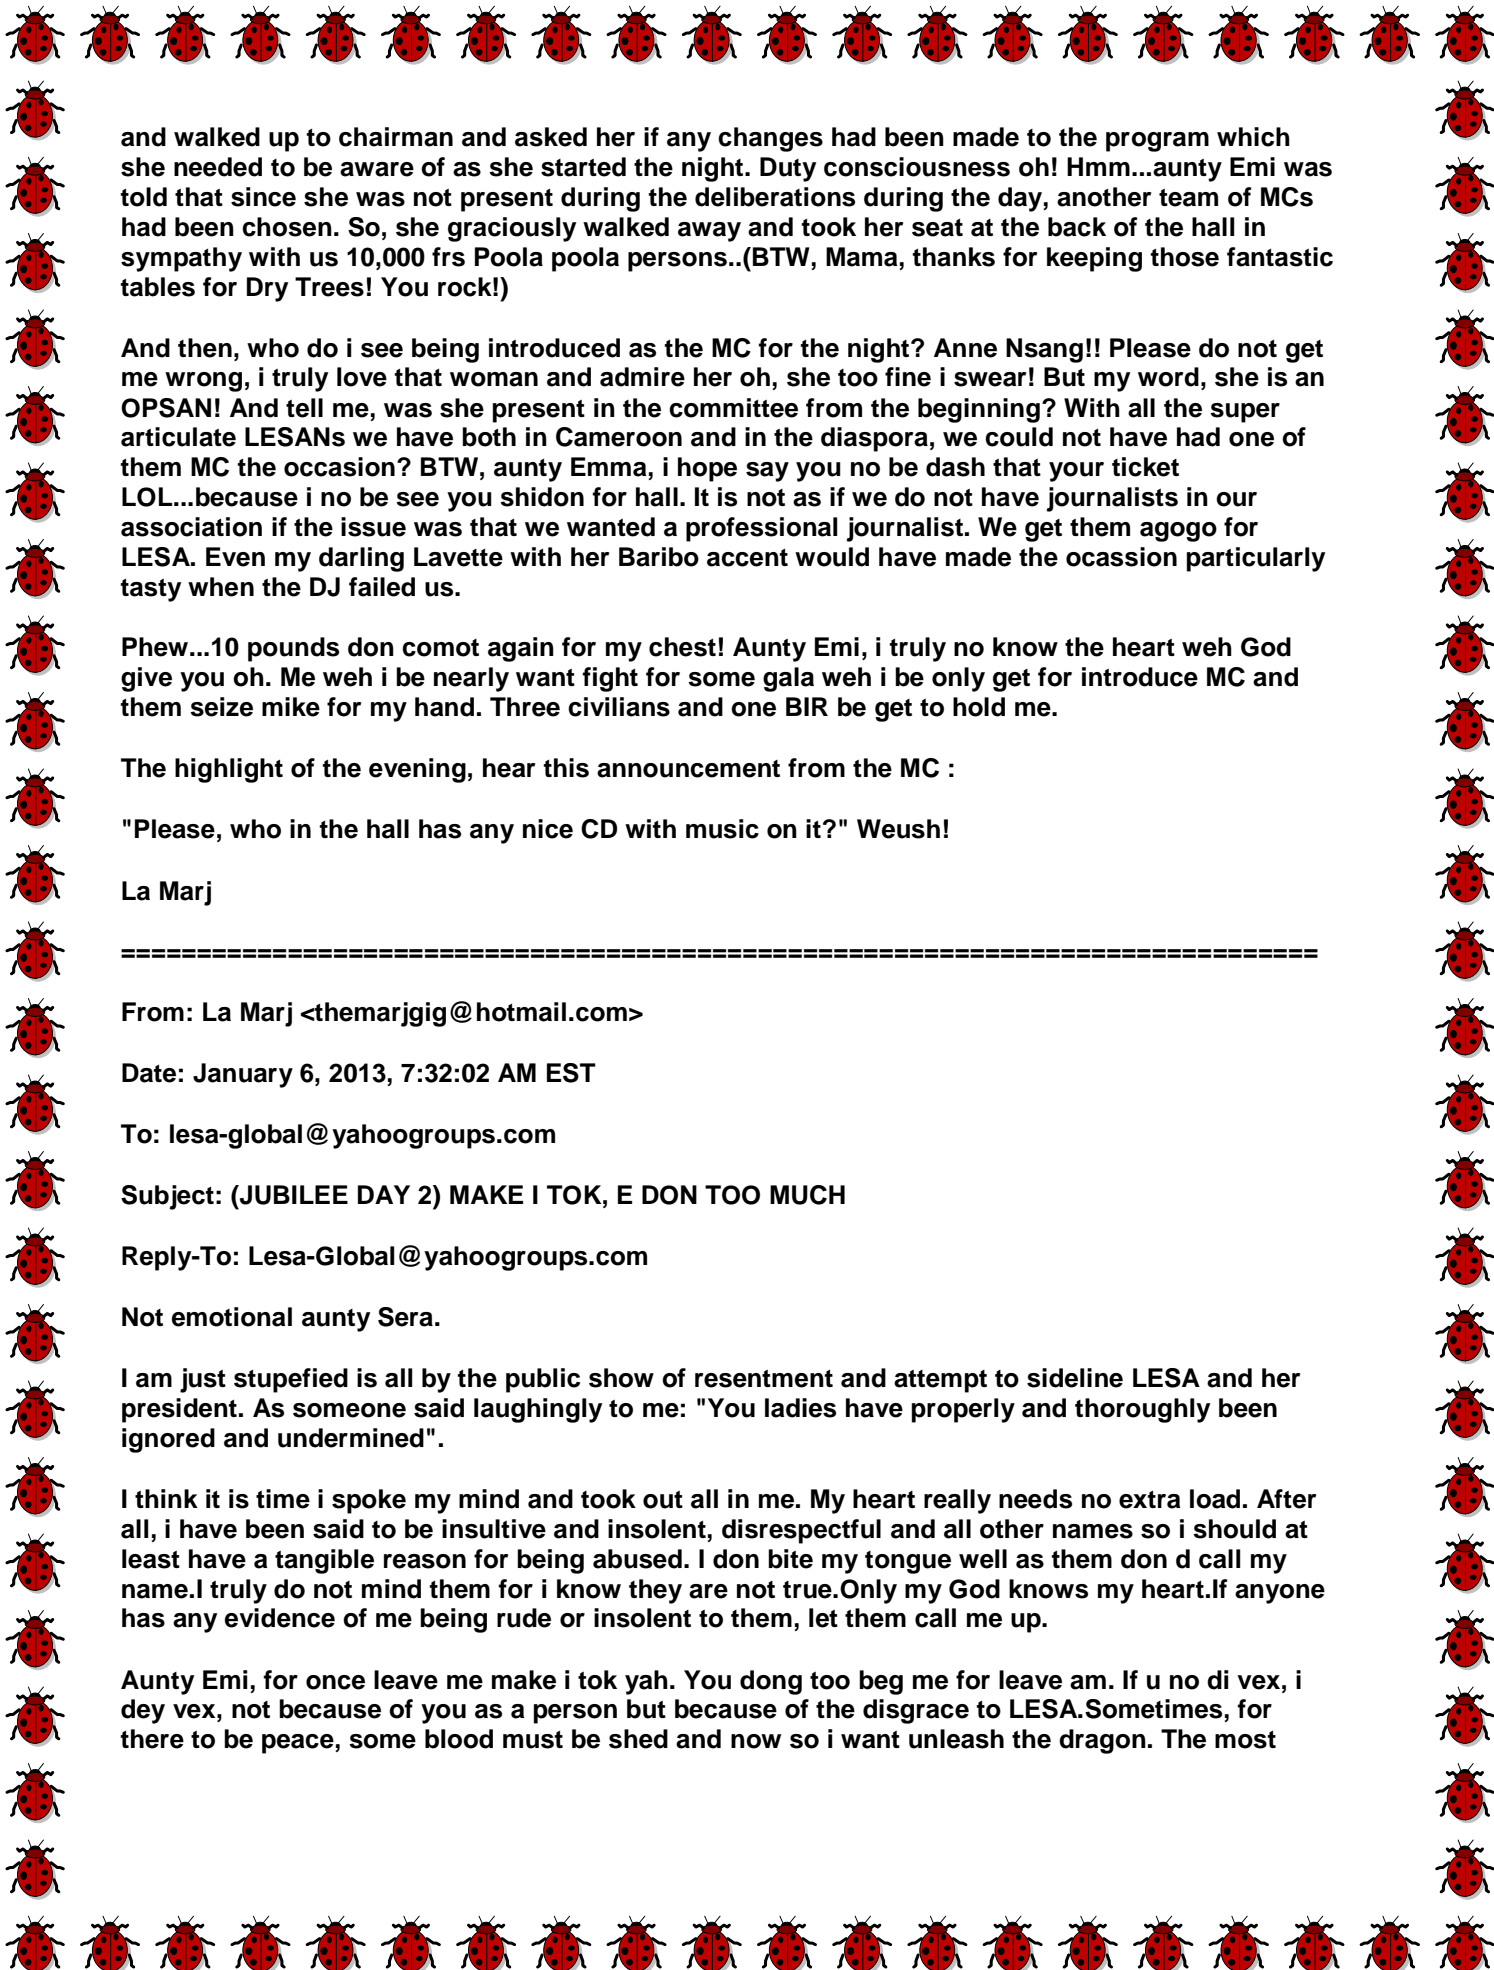 and walked up to chairman and asked her if any changes had been made to the program which
she needed to be aware of as she started the night. Duty consciousness oh! Hmm...aunty Emi was
told that since she was not present during the deliberations during the day, another team of MCs
had been chosen. So, she graciously walked away and took her seat at the back of the hall in
sympathy with us 10,000 frs Poola poola persons..(BTW, Mama, thanks for keeping those fantastic
tables for Dry Trees! You rock!)
And then, who do i see being introduced as the MC for the night? Anne Nsang!! Please do not get
me wrong, i truly love that woman and admire her oh, she too fine i swear! But my word, she is an
OPSAN! And tell me, was she present in the committee from the beginning? With all the super
articulate LESANs we have both in Cameroon and in the diaspora, we could not have had one of
them MC the occasion? BTW, aunty Emma, i hope say you no be dash that your ticket
LOL...because i no be see you shidon for hall. It is not as if we do not have journalists in our
association if the issue was that we wanted a professional journalist. We get them agogo for
LESA. Even my darling Lavette with her Baribo accent would have made the ocassion particularly
tasty when the DJ failed us.
Phew...10 pounds don comot again for my chest! Aunty Emi, i truly no know the heart weh God
give you oh. Me weh i be nearly want fight for some gala weh i be only get for introduce MC and
them seize mike for my hand. Three civilians and one BIR be get to hold me.
The highlight of the evening, hear this announcement from the MC :
"Please, who in the hall has any nice CD with music on it?" Weush!
La Marj
===============================================================================
From: La Marj <themarjgig@hotmail.com>
Date: January 6, 2013, 7:32:02 AM EST
To: lesa-global@yahoogroups.com
Subject: (JUBILEE DAY 2) MAKE I TOK, E DON TOO MUCH
Reply-To: Lesa-Global@yahoogroups.com
Not emotional aunty Sera.
I am just stupefied is all by the public show of resentment and attempt to sideline LESA and her
president. As someone said laughingly to me: "You ladies have properly and thoroughly been
ignored and undermined".
I think it is time i spoke my mind and took out all in me. My heart really needs no extra load. After
all, i have been said to be insultive and insolent, disrespectful and all other names so i should at
least have a tangible reason for being abused. I don bite my tongue well as them don d call my
name.I truly do not mind them for i know they are not true.Only my God knows my heart.If anyone
has any evidence of me being rude or insolent to them, let them call me up.
Aunty Emi, for once leave me make i tok yah. You dong too beg me for leave am. If u no di vex, i
dey vex, not because of you as a person but because of the disgrace to LESA.Sometimes, for
there to be peace, some blood must be shed and now so i want unleash the dragon. The most